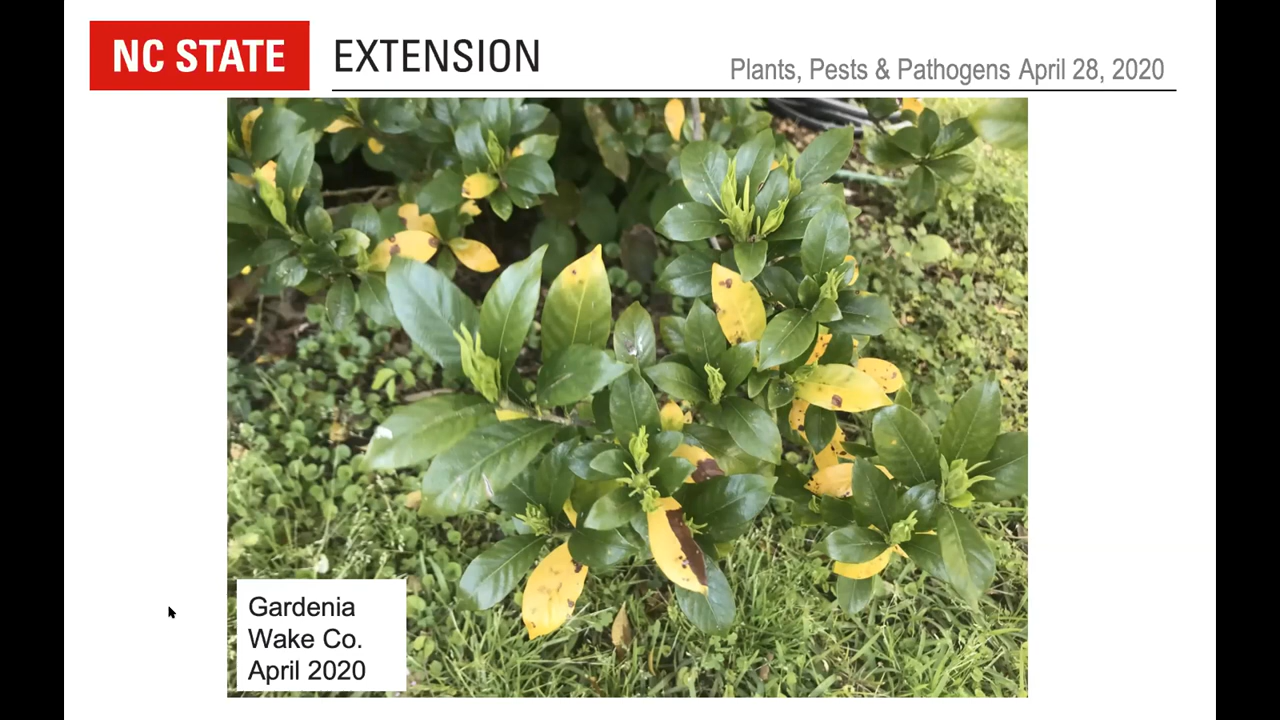 NC STATE EXTENSION
Plants, Pests & Pathogens April 28, 2020
Gardenia
Wake Co.
April 2020